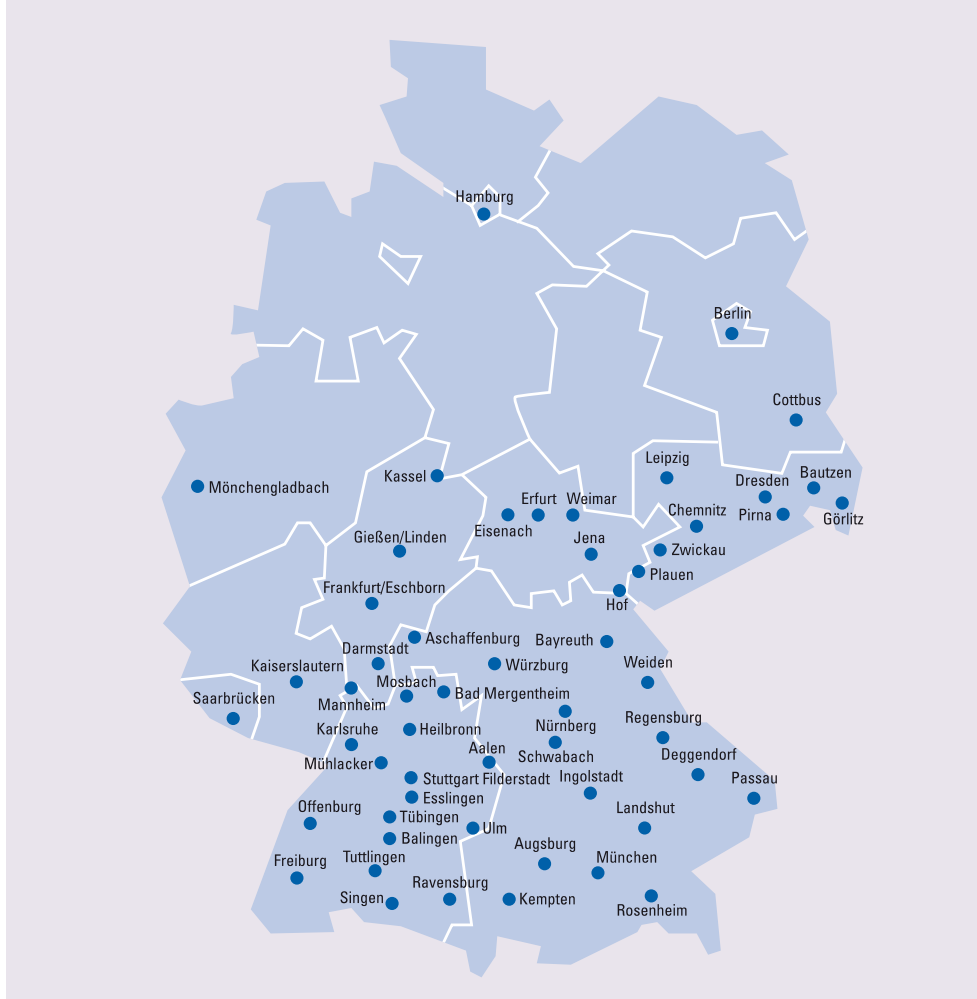 Hamburg
Berlin
Cottbus
Leipzig
Kassel
Bautzen
Dresden
Mönchengladbach
Erfurt Weimar
Chemnitz
Pirna
Görlitz
Eisenach
Gießen/Linden
Jena
Zwickau
Plauen
Frankfurt/Eschborn
Hof
Aschaffenburg
Bayreuth
Darmstadt
Kaiserslautern
Würzburg
Weiden
Mosbach
Bad Mergentheim
Saarbrücken
Mannheim
Regensburg
Karlsruhe
Heilbronn
Nürnberg
Aalen
Schwabach
Deggendorf
Mühlacker
Stuttgart Filderstadt
Ingolstadt
Passau
Esslingen
Offenburg
Landshut
Tübingen
Ulm
Balingen
Augsburg
Freiburg
Tuttlingen
München
Ravensburg
Singen
Kempten
Rosenheim